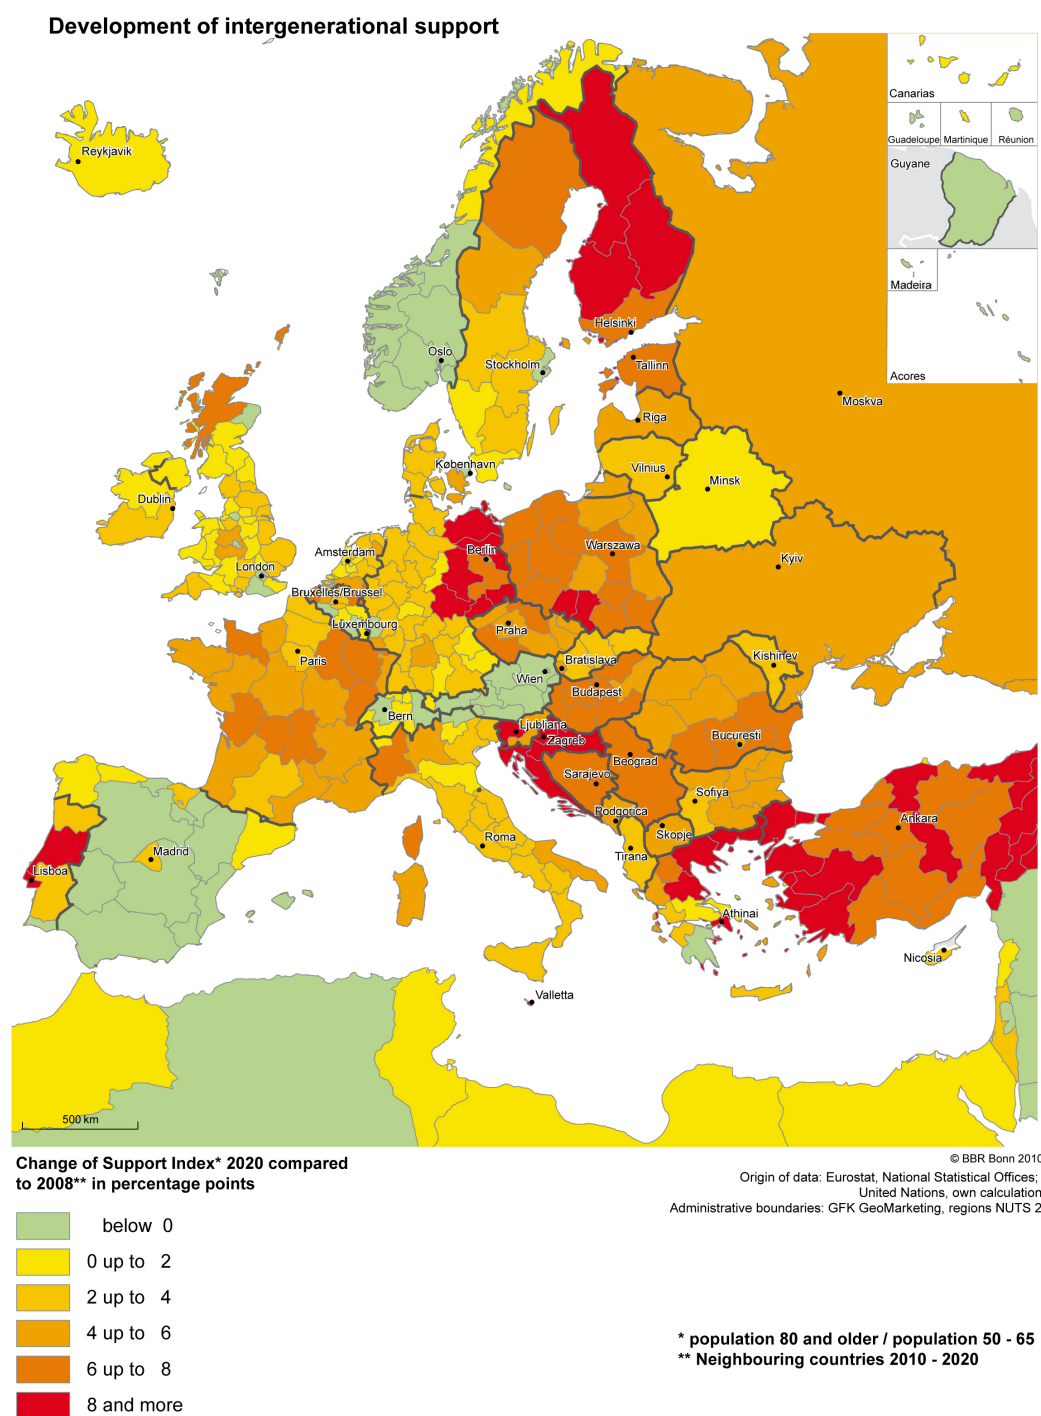 Development of intergenerational support
Canarias
Guadeloupe
Martinique
Réunion
Guyane
Madeira
Acores
Reykjavik
Oslo
Stockholm
Helsinki
Tallinn
Moskva
Riga
København
Vilnius
Minsk
Dublin
Amsterdam
Berlin
Warszawa
Kyiv
London
Bruxelles/Brussel
Luxembourg
Praha
Paris
Bratislava
Kishinev
Wien
Budapest
Bern
Ljubljana
Zagreb
Bucuresti
Beograd
Sarajevo
Sofiya
Podgorica
Ankara
Skopje
Roma
Madrid
Tirana
Lisboa
Athinai
Nicosia
Valletta
500 km
© BBR Bonn 2010
Change of Support Index* 2020 compared
to 2008** in percentage points
Origin of data: Eurostat, National Statistical Offices;
United Nations, own calculation
Administrative boundaries: GFK GeoMarketing, regions NUTS 2
below 0
0 up to 2
2 up to 4
4 up to 6
6 up to 8
8 and more
* population 80 and older / population 50 - 65
** Neighbouring countries 2010 - 2020